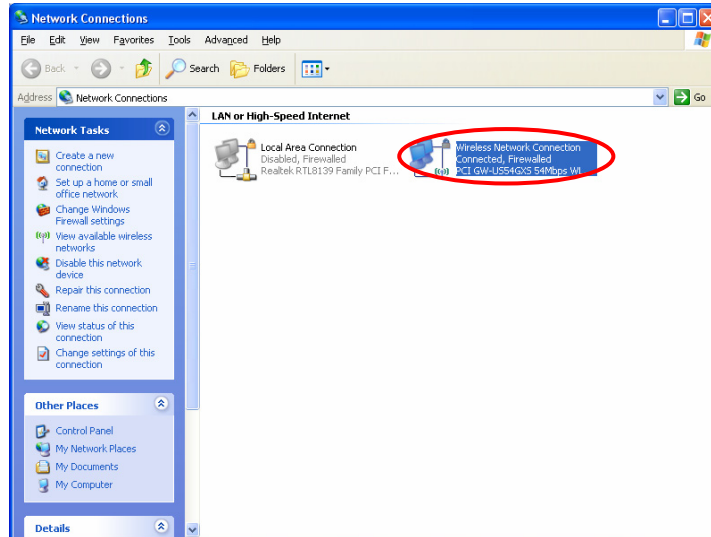 Network Connections
File Edit View Favorites Tools Advanced Help
Back Search Folders
Address Network Connections Go
Network Tasks
Create a new
connection
Set up a home or small
office network
Change Windows
Firewall settings
View available wireless
networks
Disable this network
device
Repair this connection
Rename this connection
View status of this
connection
Change settings of this
connection
Other Places
Control Panel
My Network Places
My Documents
My Computer
Details
LAN or High-Speed Internet
Local Area Connection
Disabled, Firewalled
Realtek RTL8139 Family PCI F...
Wireless Network Connection
Connected, Firewalled
PCI GW-US54GXS 54Mbps WL